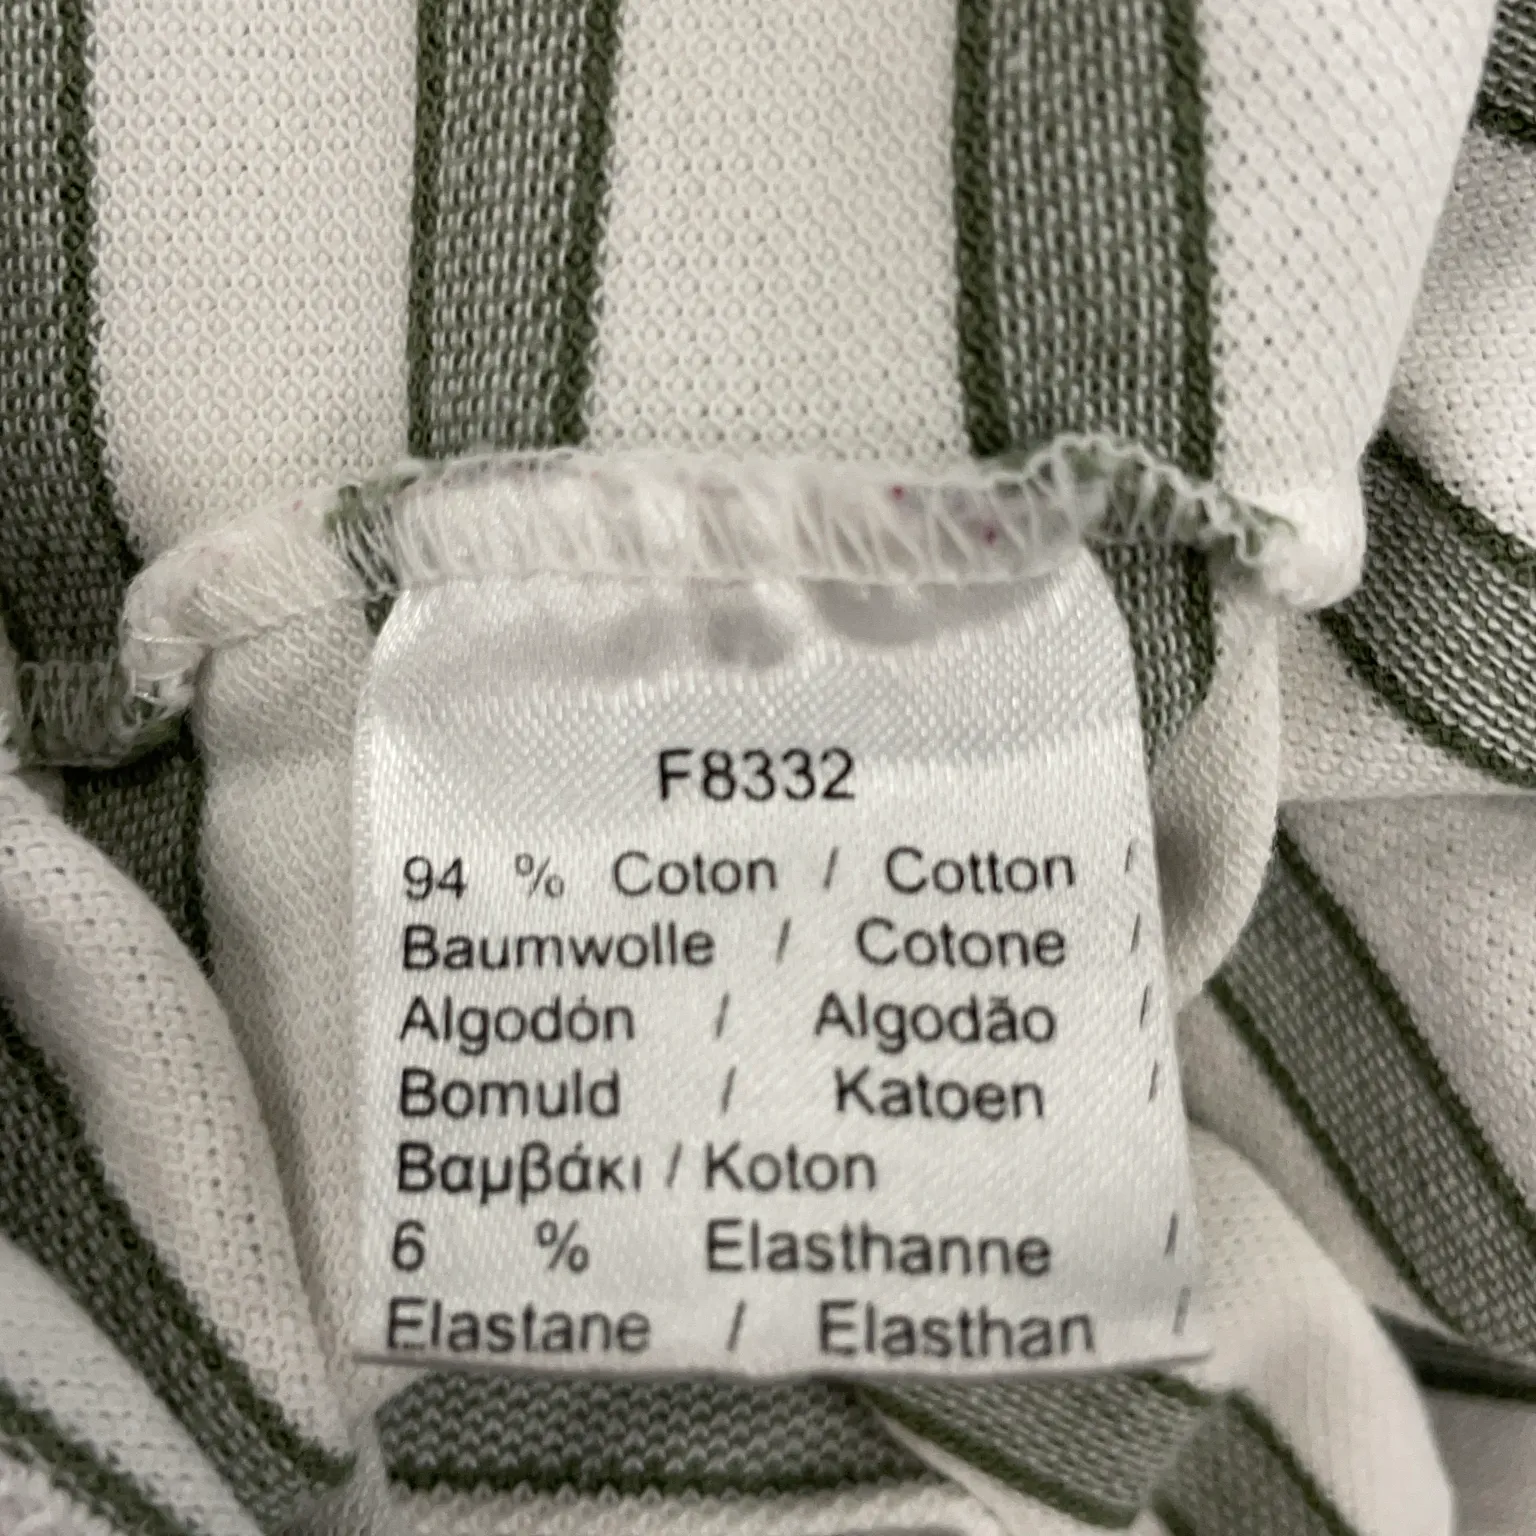 F8332
94 % Coton / Cotton /
Baumwolle / Cotone /
Algodón / Algodão /
Bomuld / Katoen /
Βαμβάκι / Koton
6 % Elasthanne /
Elastane / Elasthan /